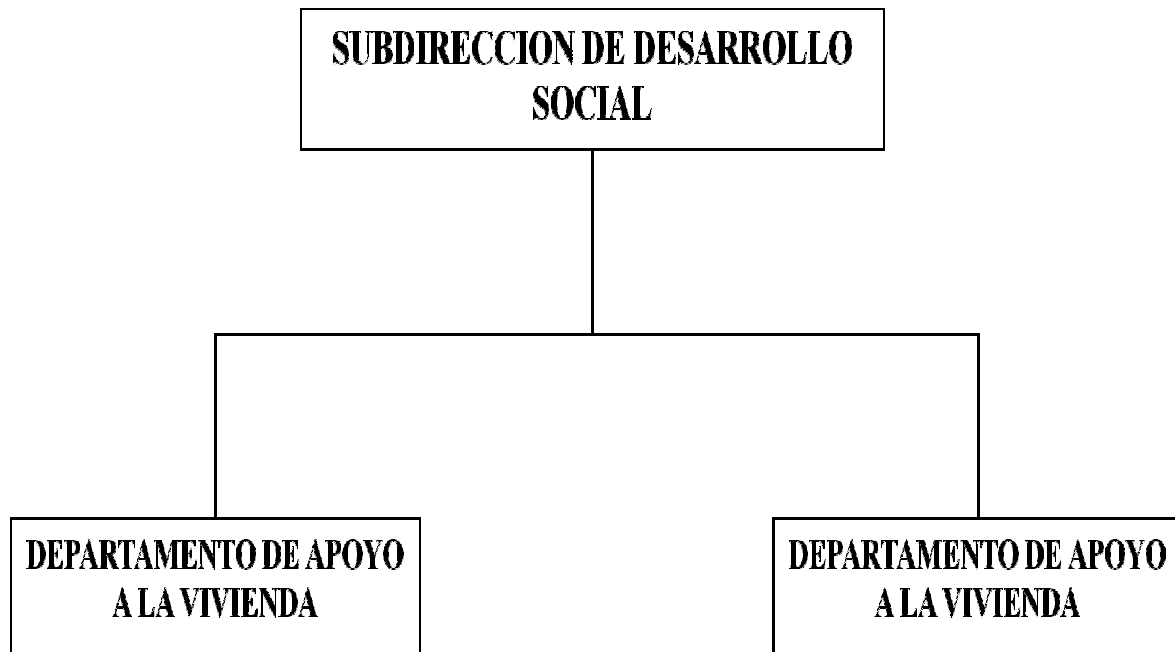 SUBDIRECCION DE DESARROLLO
SOCIAL
DEPARTAMENTO DE APOYO
A LA VIVIENDA
DEPARTAMENTO DE APOYO
A LA VIVIENDA